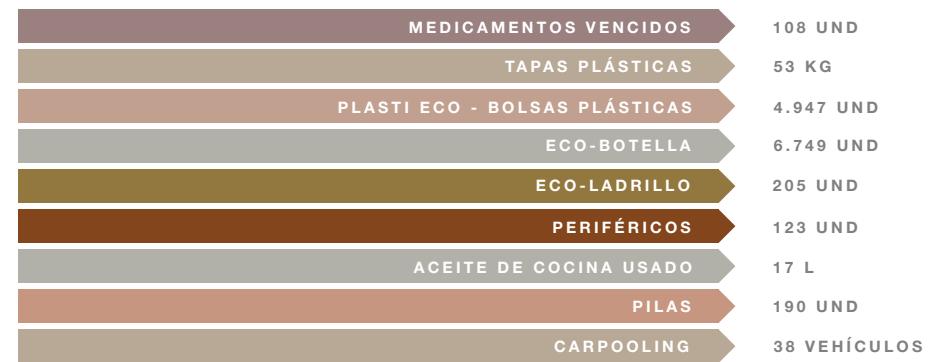 MEDICAMENTOS VENCIDOS 108 UND
TAPAS PLÁSTICAS 53 KG
PLASTI ECO - BOLSAS PLÁSTICAS 4.947 UND
ECO-BOTELLA 6.749 UND
ECO-LADRILLO 205 UND
PERIFÉRICOS 123 UND
ACEITE DE COCINA USADO 17 L
PILAS 190 UND
CARPOOLING 38 VEHÍCULOS